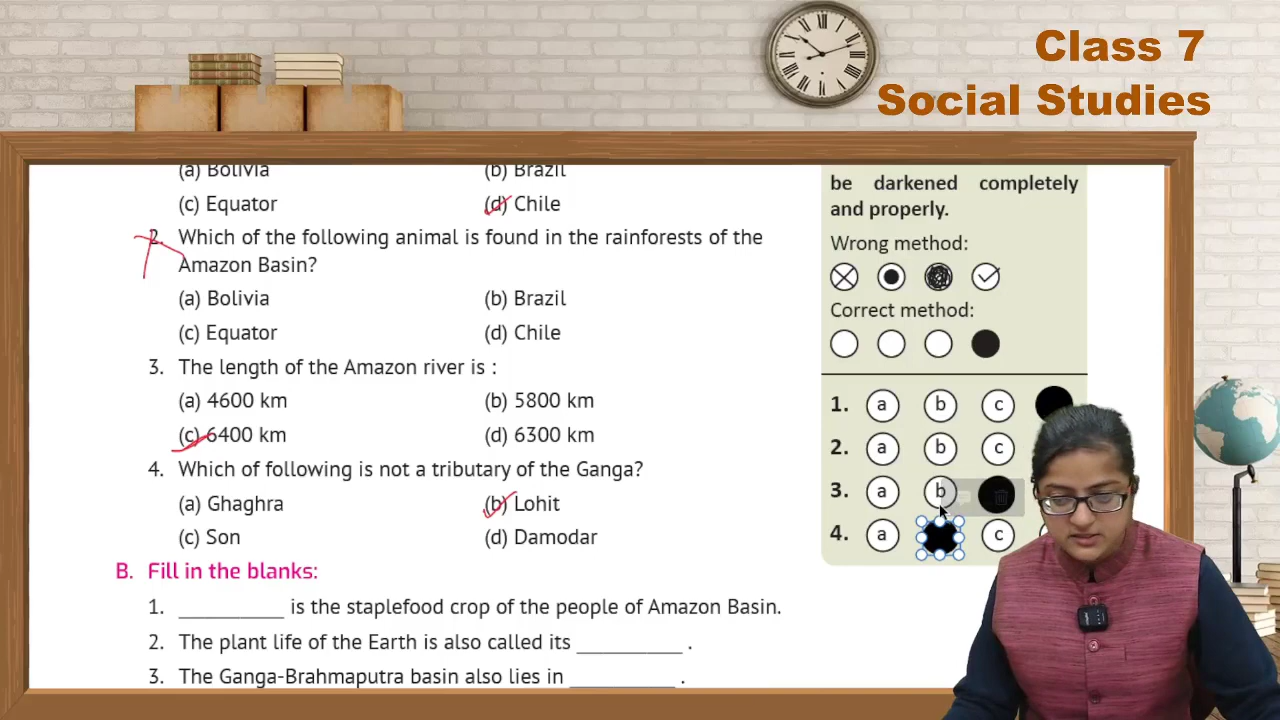 Class 7
Social Studies
(a) Bolivia (b) Brazil
(c) Equator (d) Chile
2. Which of the following animal is found in the rainforests of the
Amazon Basin?
(a) Bolivia (b) Brazil
(c) Equator (d) Chile
3. The length of the Amazon river is :
(a) 4600 km (b) 5800 km
(c) 6400 km (d) 6300 km
4. Which of following is not a tributary of the Ganga?
(a) Ghaghra (b) Lohit
(c) Son (d) Damodar
B. Fill in the blanks:
1. __________ is the staplefood crop of the people of Amazon Basin.
2. The plant life of the Earth is also called its __________ .
3. The Ganga-Brahmaputra basin also lies in __________ .
be darkened completely
and properly.
Wrong method:
Correct method:
1. a b c
2. a b c
3. a b
4. a c